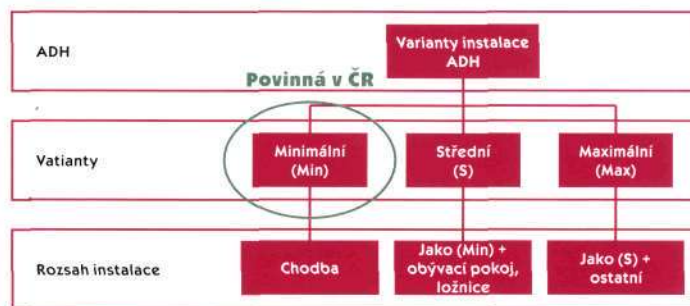 ADH
Varianty instalace
ADH
Povinná v ČR
Vatianty
Minimální
(Min)
Střední
(S)
Maximální
(Max)
Rozsah instalace
Chodba
Jako (Min) +
obývací pokoj,
ložnice
Jako (S) +
ostatní